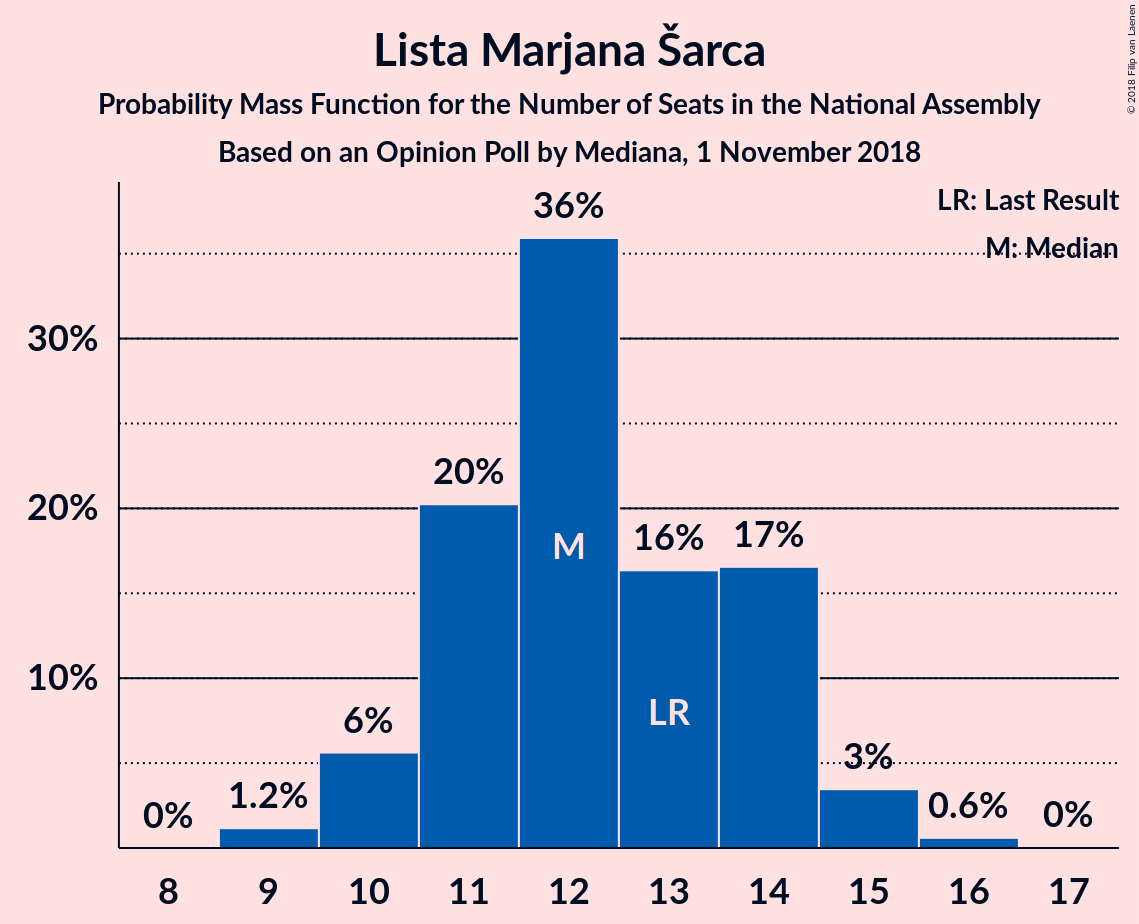 Lista Marjana Šarca
Probability Mass Function for the Number of Seats in the National Assembly
Based on an Opinion Poll by Mediana, 1 November 2018
© 2018 Filip van Laenen
LR: Last Result
M: Median
36%
30%
20%
20%
M
16%
17%
10%
LR
6%
3%
1.2%
0.6%
0%
0%
8 9 10 11 12 13 14 15 16 17